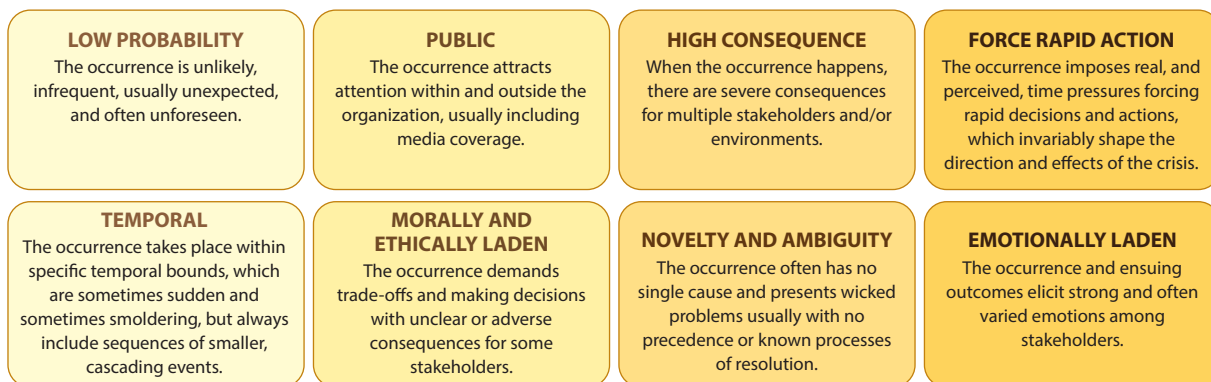 LOW PROBABILITY
The occurrence is unlikely,
infrequent, usually unexpected,
and often unforeseen.
PUBLIC
The occurrence attracts
attention within and outside the
organization, usually including
media coverage.
HIGH CONSEQUENCE
When the occurrence happens,
there are severe consequences
for multiple stakeholders and/or
environments.
FORCE RAPID ACTION
The occurrence imposes real, and
perceived, time pressures forcing
rapid decisions and actions,
which invariably shape the
direction and effects of the crisis.
TEMPORAL
The occurrence takes place within
specific temporal bounds, which
are sometimes sudden and
sometimes smoldering, but always
include sequences of smaller,
cascading events.
MORALLY AND
ETHICALLY LADEN
The occurrence demands
trade-offs and making decisions
with unclear or adverse
consequences for some
stakeholders.
NOVELTY AND AMBIGUITY
The occurrence often has no
single cause and presents wicked
problems usually with no
precedence or known processes
of resolution.
EMOTIONALLY LADEN
The occurrence and ensuing
outcomes elicit strong and often
varied emotions among
stakeholders.